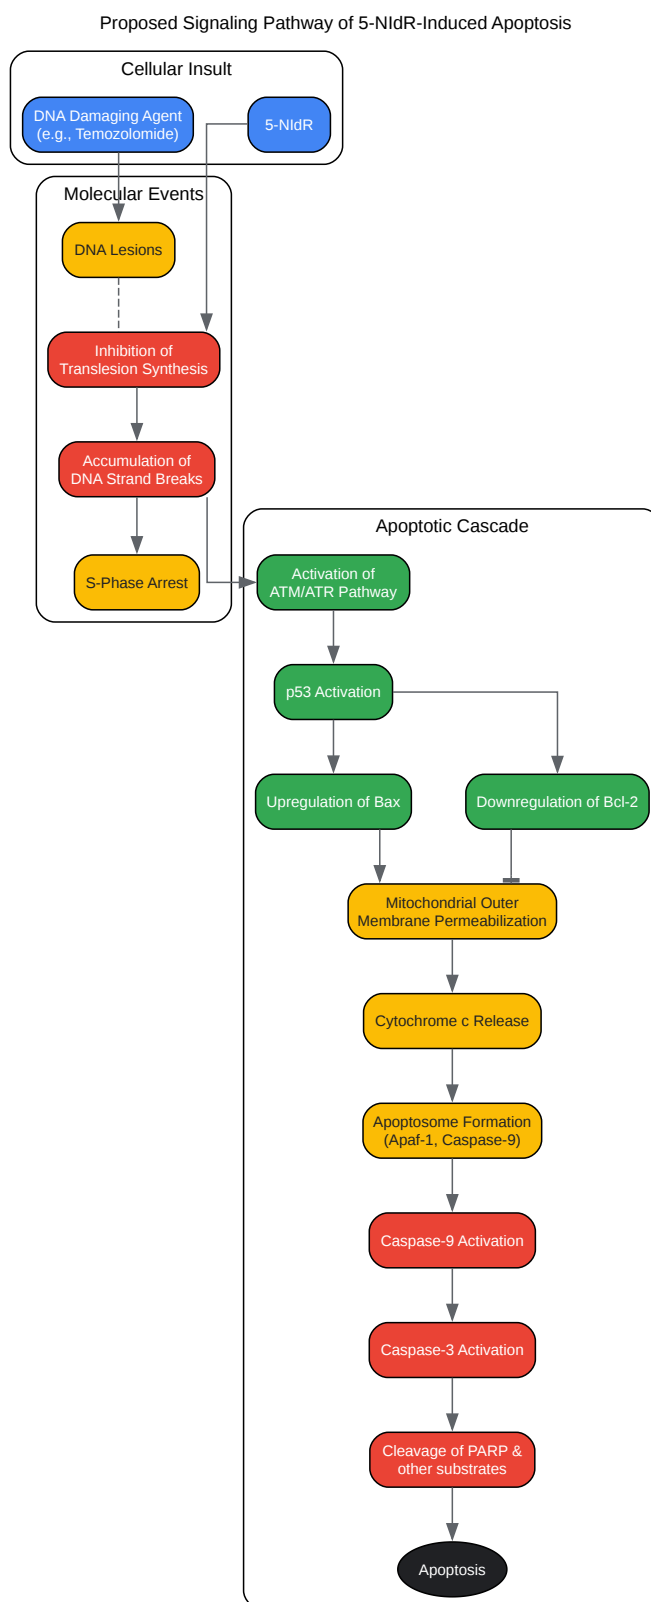 Proposed Signaling Pathway of 5-NIdR-Induced Apoptosis
Cellular Insult
DNA Damaging Agent
(e.g., Temozolomide)
5-NIdR
Molecular Events
DNA Lesions
Inhibition of
Translesion Synthesis
Accumulation of
DNA Strand Breaks
S-Phase Arrest
Apoptotic Cascade
Activation of
ATM/ATR Pathway
p53 Activation
Upregulation of Bax
Downregulation of Bcl-2
Mitochondrial Outer
Membrane Permeabilization
Cytochrome c Release
Apoptosome Formation
(Apaf-1, Caspase-9)
Caspase-9 Activation
Caspase-3 Activation
Cleavage of PARP &
other substrates
Apoptosis